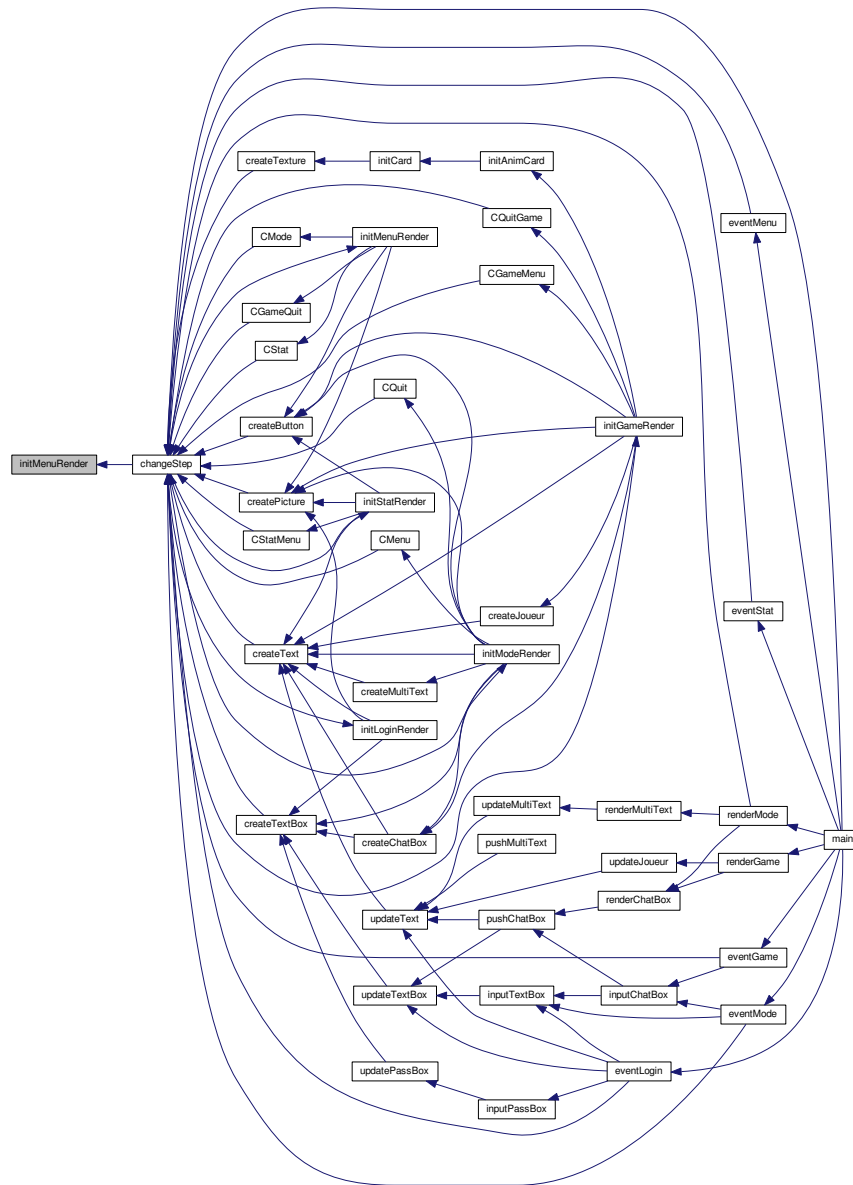 createTexture
initCard
initAnimCard
CQuitGame
eventMenu
CMode
initMenuRender
CGameMenu
CGameQuit
CStat
CQuit
createButton
initGameRender
initMenuRender
changeStep
createPicture
initStatRender
CStatMenu
CMenu
eventStat
createJoueur
createText
initModeRender
createMultiText
initLoginRender
updateMultiText
renderMultiText
renderMode
createTextBox
createChatBox
pushMultiText
main
updateJoueur
renderGame
renderChatBox
updateText
pushChatBox
eventGame
updateTextBox
inputTextBox
inputChatBox
eventMode
updatePassBox
eventLogin
inputPassBox